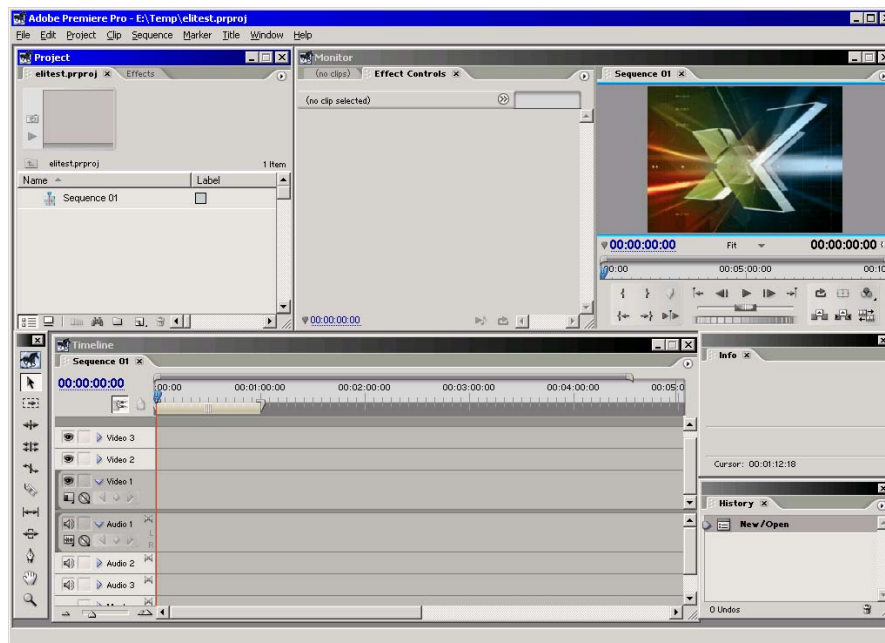 Adobe Premiere Pro - E:\Temp\elitest.prproj
File Edit Project Clip Sequence Marker Title Window Help
Project
elitest.prproj Effects
elitest.prproj 1 Item
Name Label
Sequence 01
Monitor
(no clips) Effect Controls
(no clip selected)
00:00:00:00
Sequence 01
00:00:00:00 Fit 00:00:00:00
00:00 00:05:00:00 00:10
Timeline
Sequence 01
00:00:00:00
:00:00 00:01:00:00 00:02:00:00 00:03:00:00 00:04:00:00 00:05:0
Video 3
Video 2
Video 1
Audio 1
L
R
Audio 2
Audio 3
Info
Cursor: 00:01:12:18
History
New/Open
0 Undos